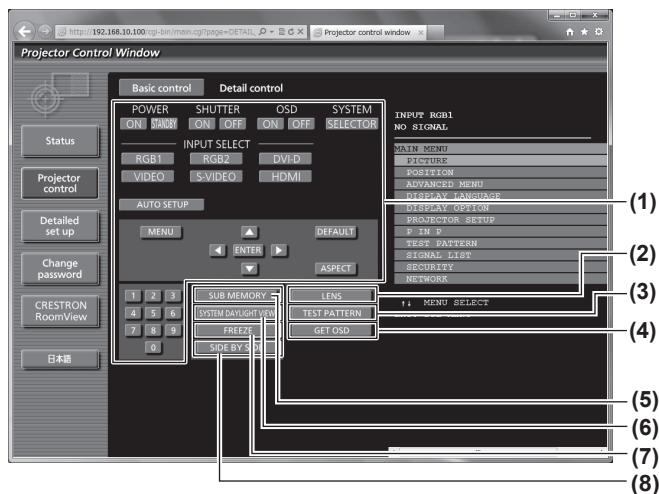 http://192.168.10.100/cgi-bin/main.cgi?page=DETAIL
Projector control window
Projector Control Window
Basic control Detail control
POWER SHUTTER OSD SYSTEM
ON STANDBY ON OFF ON OFF SELECTOR
INPUT SELECT
RGB1 RGB2 DVI-D
VIDEO S-VIDEO HDMI
AUTO SETUP
MENU DEFAULT
ENTER
ASPECT
1 2 3
4 5 6
7 8 9
0
SUB MEMORY LENS
SYSTEM DAYLIGHT VIEW TEST PATTERN
FREEZE GET OSD
SIDE BY SIDE
Status
Projector
control
Detailed
set up
Change
password
CRESTRON
RoomView
日本語
INPUT RGB1
NO SIGNAL
MAIN MENU
PICTURE
POSITION
ADVANCED MENU
DISPLAY LANGUAGE
DISPLAY OPTION
PROJECTOR SETUP
P IN P
TEST PATTERN
SIGNAL LIST
SECURITY
NETWORK
↑↓ MENU SELECT
(1)
(2)
(3)
(4)
(5)
(6)
(7)
(8)